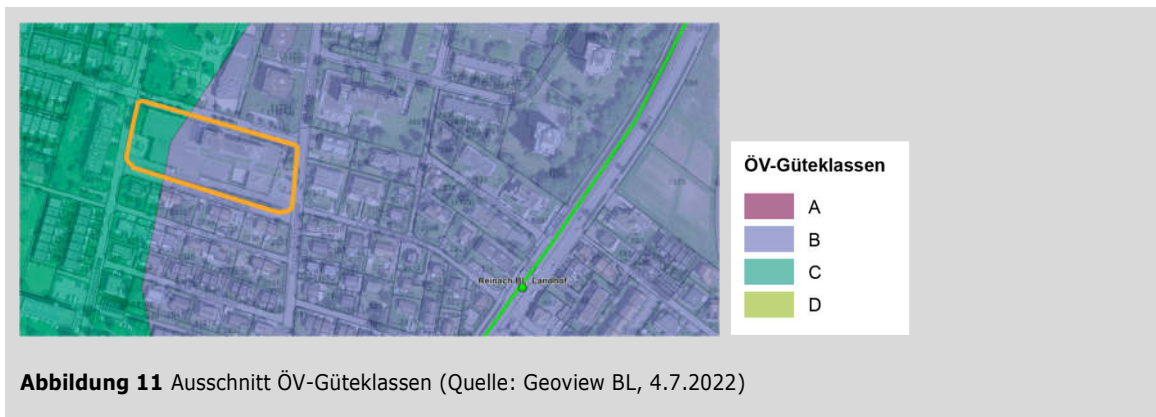 Reinach BL, Landhof
ÖV-Güteklassen
A
B
C
D
Abbildung 11 Ausschnitt ÖV-Güteklassen (Quelle: Geoview BL, 4.7.2022)